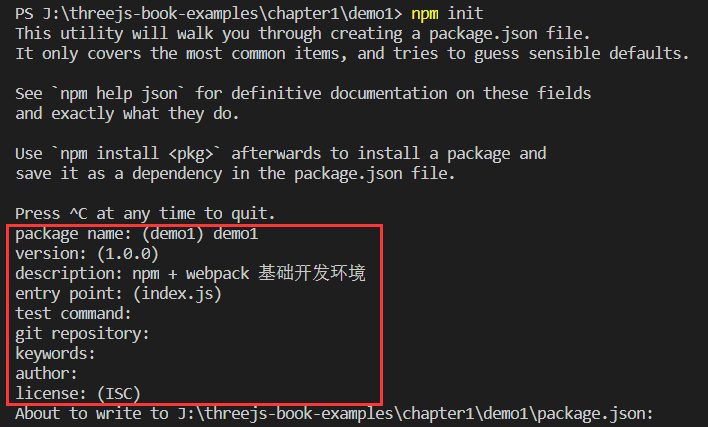 PS J:\threejs-book-examples\chapter1\demo1> npm init
This utility will walk you through creating a package.json file.
It only covers the most common items, and tries to guess sensible defaults.
See `npm help json` for definitive documentation on these fields
and exactly what they do.
Use `npm install <pkg>` afterwards to install a package and
save it as a dependency in the package.json file.
Press ^C at any time to quit.
package name: (demo1) demo1
version: (1.0.0)
description: npm + webpack 基础开发环境
entry point: (index.js)
test command:
git repository:
keywords:
author:
license: (ISC)
About to write to J:\threejs-book-examples\chapter1\demo1\package.json: